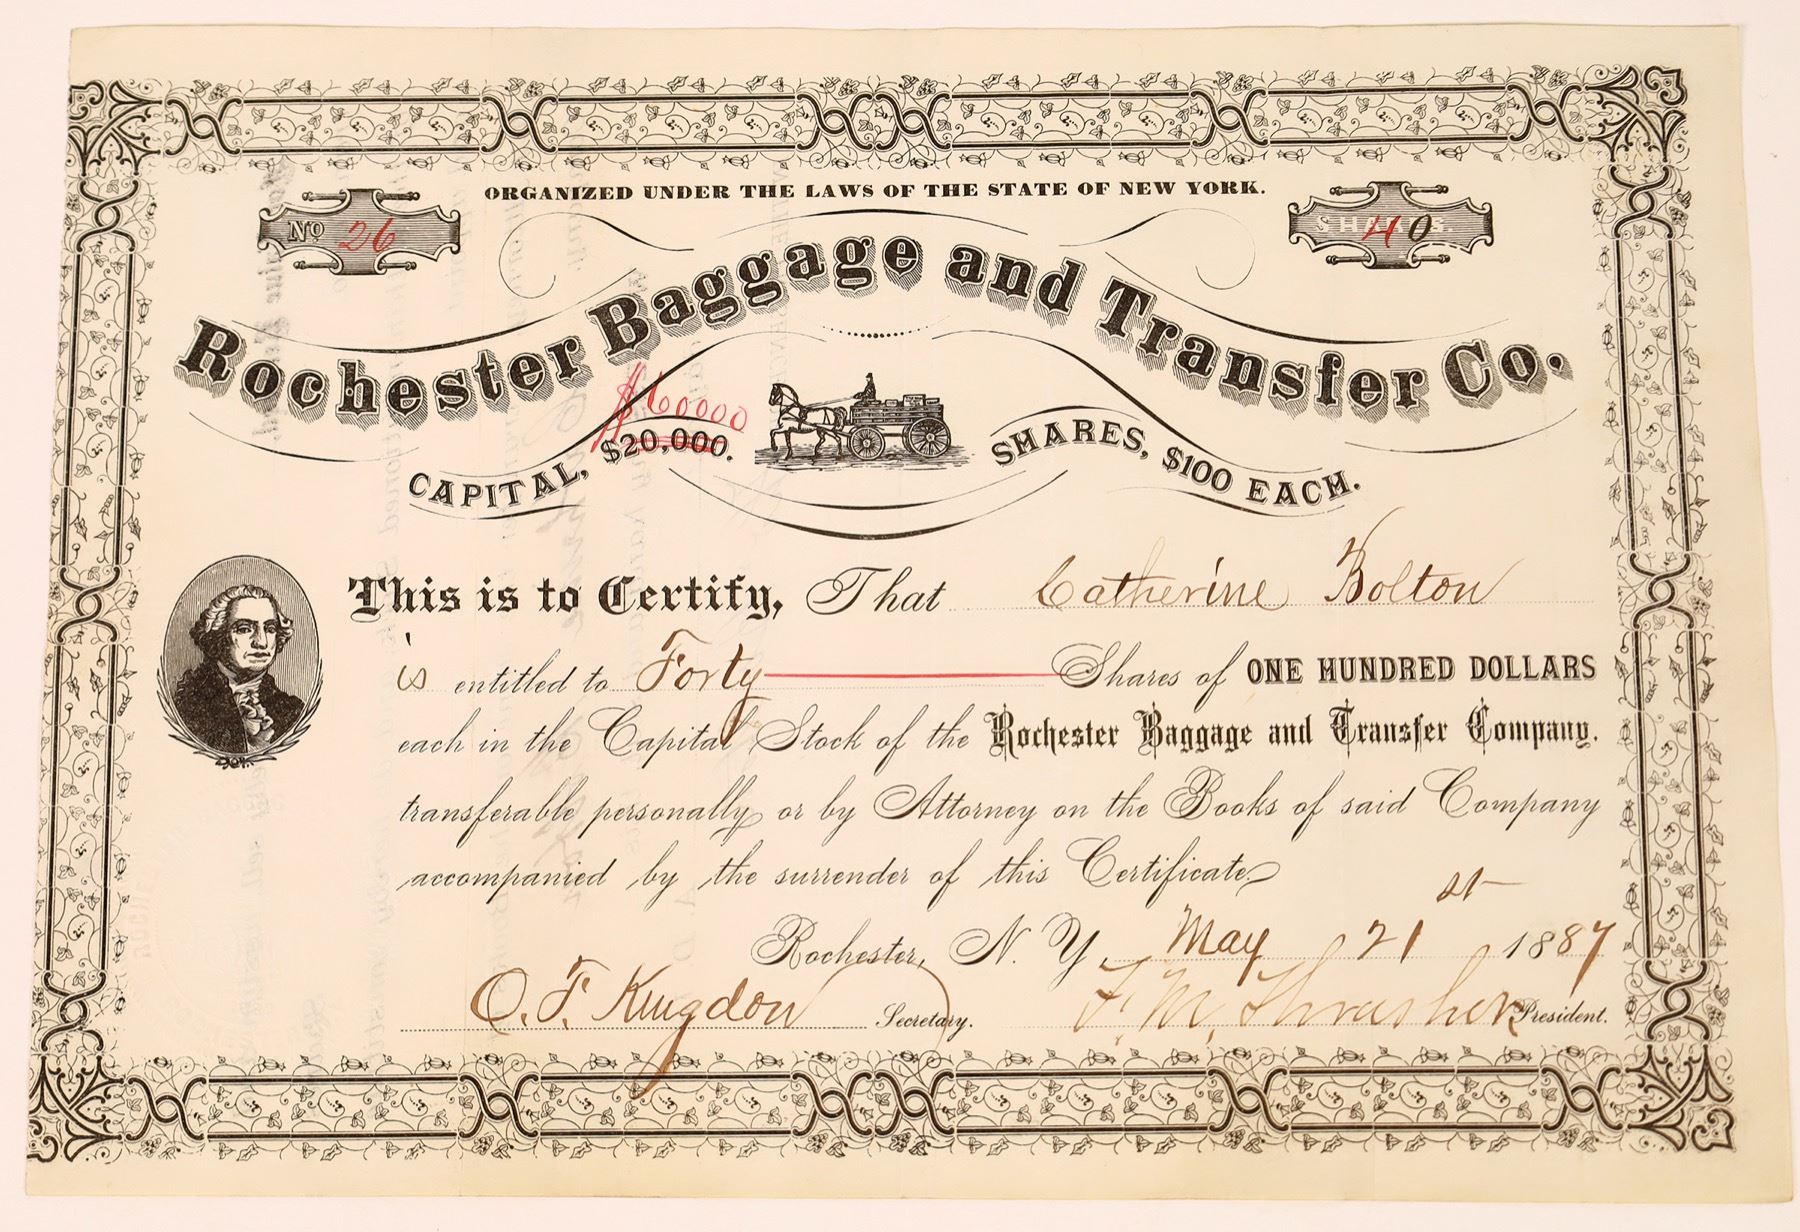 ORGANIZED UNDER THE LAWS OF THE STATE OF NEW YORK.
No 26
SHARES. 40
Rochester Baggage and Transfer Co.
$60000
CAPITAL, $20,000. SHARES, $100 EACH.
This is to Certify, That Catherine Bolton
is entitled to Forty Shares of ONE HUNDRED DOLLARS
each in the Capital Stock of the Rochester Baggage and Transfer Company.
transferable personally or by Attorney on the Books of said Company
accompanied by the surrender of this Certificate
Rochester, N. Y. May 21st 1887
O. F. Kingdon Secretary. F. M. Thrasher President.